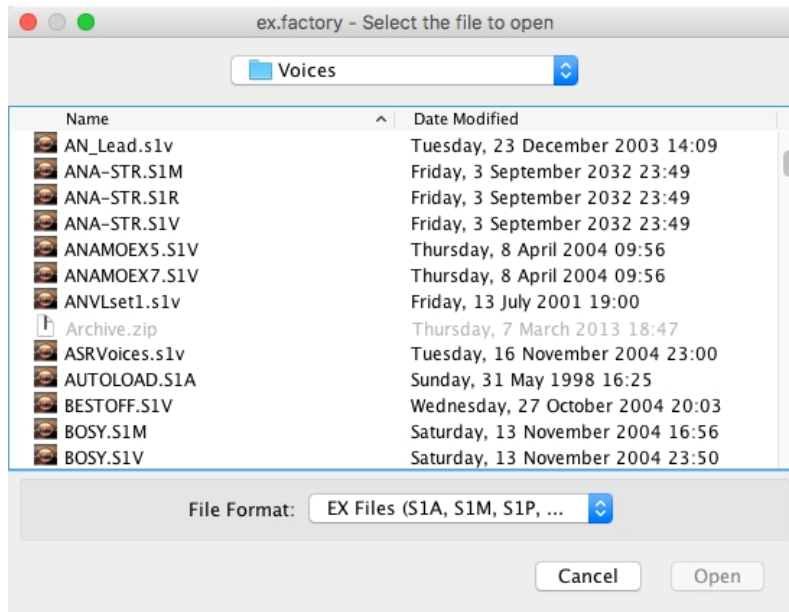 ex.factory - Select the file to open
Voices
Name Date Modified
AN_Lead.s1v Tuesday, 23 December 2003 14:09
ANA-STR.S1M Friday, 3 September 2032 23:49
ANA-STR.S1R Friday, 3 September 2032 23:49
ANA-STR.S1V Friday, 3 September 2032 23:49
ANAMOEX5.S1V Thursday, 8 April 2004 09:56
ANAMOEX7.S1V Thursday, 8 April 2004 09:56
ANVLset1.s1v Friday, 13 July 2001 19:00
Archive.zip Thursday, 7 March 2013 18:47
ASRVoices.s1v Tuesday, 16 November 2004 23:00
AUTOLOAD.S1A Sunday, 31 May 1998 16:25
BESTOFF.S1V Wednesday, 27 October 2004 20:03
BOSY.S1M Saturday, 13 November 2004 16:56
BOSY.S1V Saturday, 13 November 2004 23:50
File Format: EX Files (S1A, S1M, S1P, ...
Cancel Open